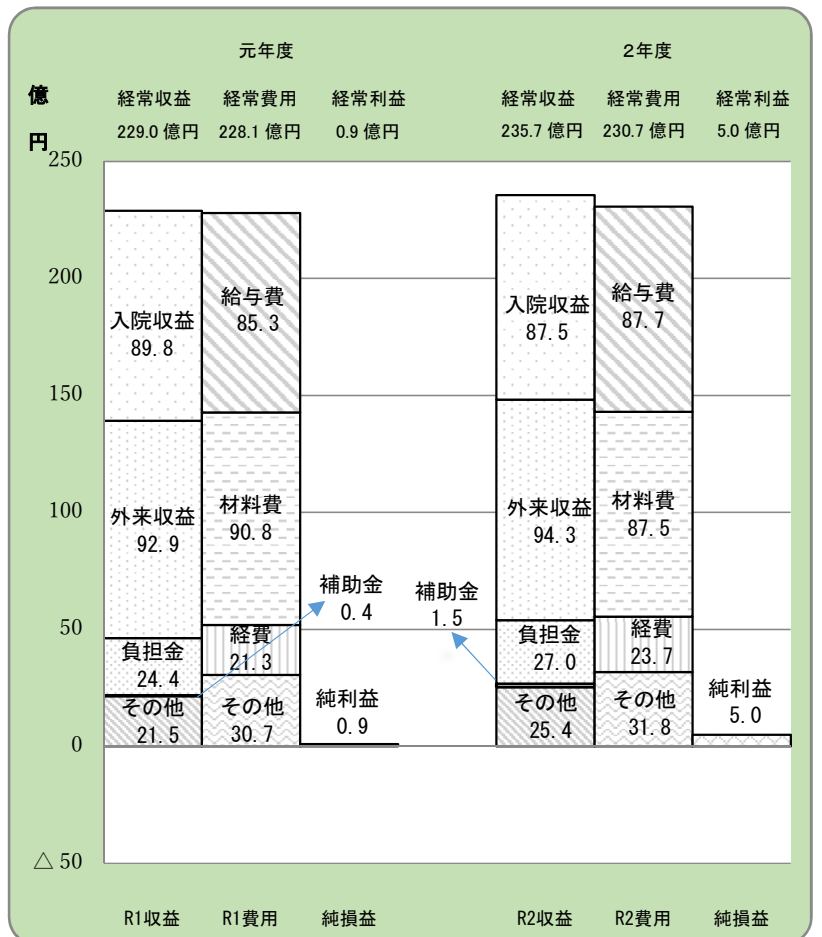 元年度
2年度
億
円
経常収益
経常費用
経常利益
229.0 億円
228.1 億円
0.9 億円
経常収益
経常費用
経常利益
235.7 億円
230.7 億円
5.0 億円
250
200
150
100
50
0
△ 50
入院収益
89.8
外来収益
92.9
負担金
24.4
その他
21.5
給与費
85.3
材料費
90.8
経費
21.3
その他
30.7
補助金
0.4
純利益
0.9
補助金
1.5
入院収益
87.5
外来収益
94.3
負担金
27.0
その他
25.4
給与費
87.7
材料費
87.5
経費
23.7
その他
31.8
純利益
5.0
R1収益
R1費用
純損益
R2収益
R2費用
純損益